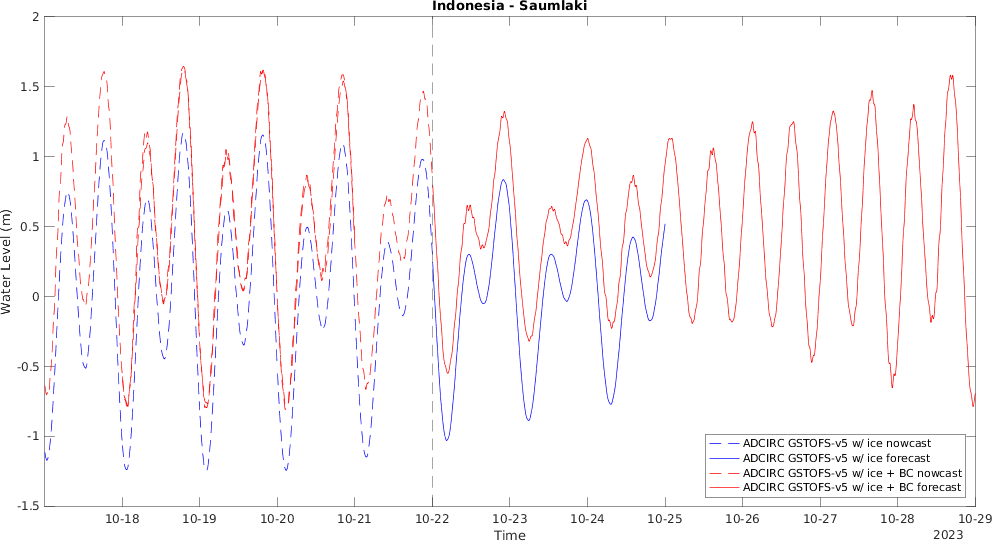 Indonesia - Saumlaki
2
1.5
1
0.5
0
-0.5
-1
-1.5
Water Level (m)
10-18 10-19 10-20 10-21 10-22 10-23 10-24 10-25 10-26 10-27 10-28 10-29
Time
2023
ADCIRC GSTOFS-v5 w/ ice nowcast
ADCIRC GSTOFS-v5 w/ ice forecast
ADCIRC GSTOFS-v5 w/ ice + BC nowcast
ADCIRC GSTOFS-v5 w/ ice + BC forecast